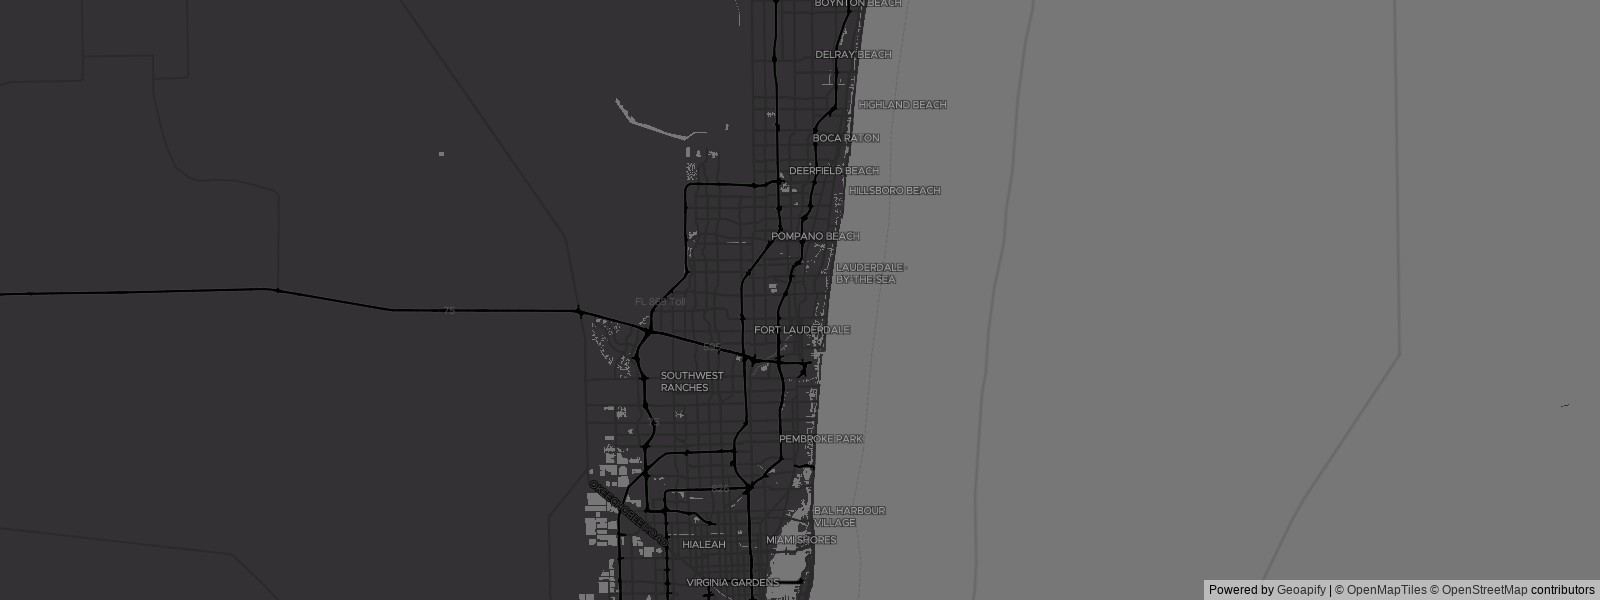 BOYNTON BEACH
DELRAY BEACH
HIGHLAND BEACH
BOCA RATON
DEERFIELD BEACH
HILLSBORO BEACH
POMPANO BEACH
LAUDERDALE-
BY-THE-SEA
FL 869 Toll
75
FORT LAUDERDALE
595
SOUTHWEST
RANCHES
75
PEMBROKE PARK
826
BAL HARBOUR
VILLAGE
MIAMI SHORES
HIALEAH
VIRGINIA GARDENS
Powered by Geoapify | © OpenMapTiles © OpenStreetMap contributors